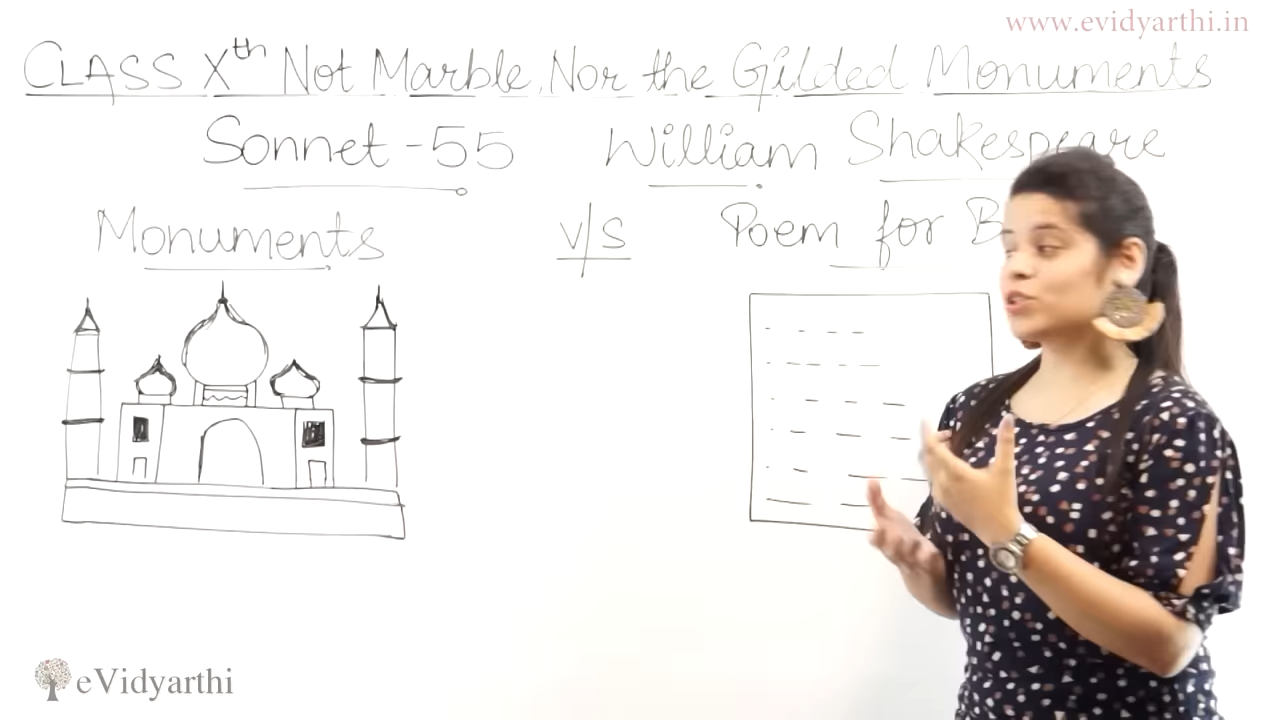 www.evidyarthi.in
CLASS Xth Not Marble, Nor the Gilded Monuments
Sonnet-55 William Shakespeare
Monuments v/s Poem for
eVidyarthi